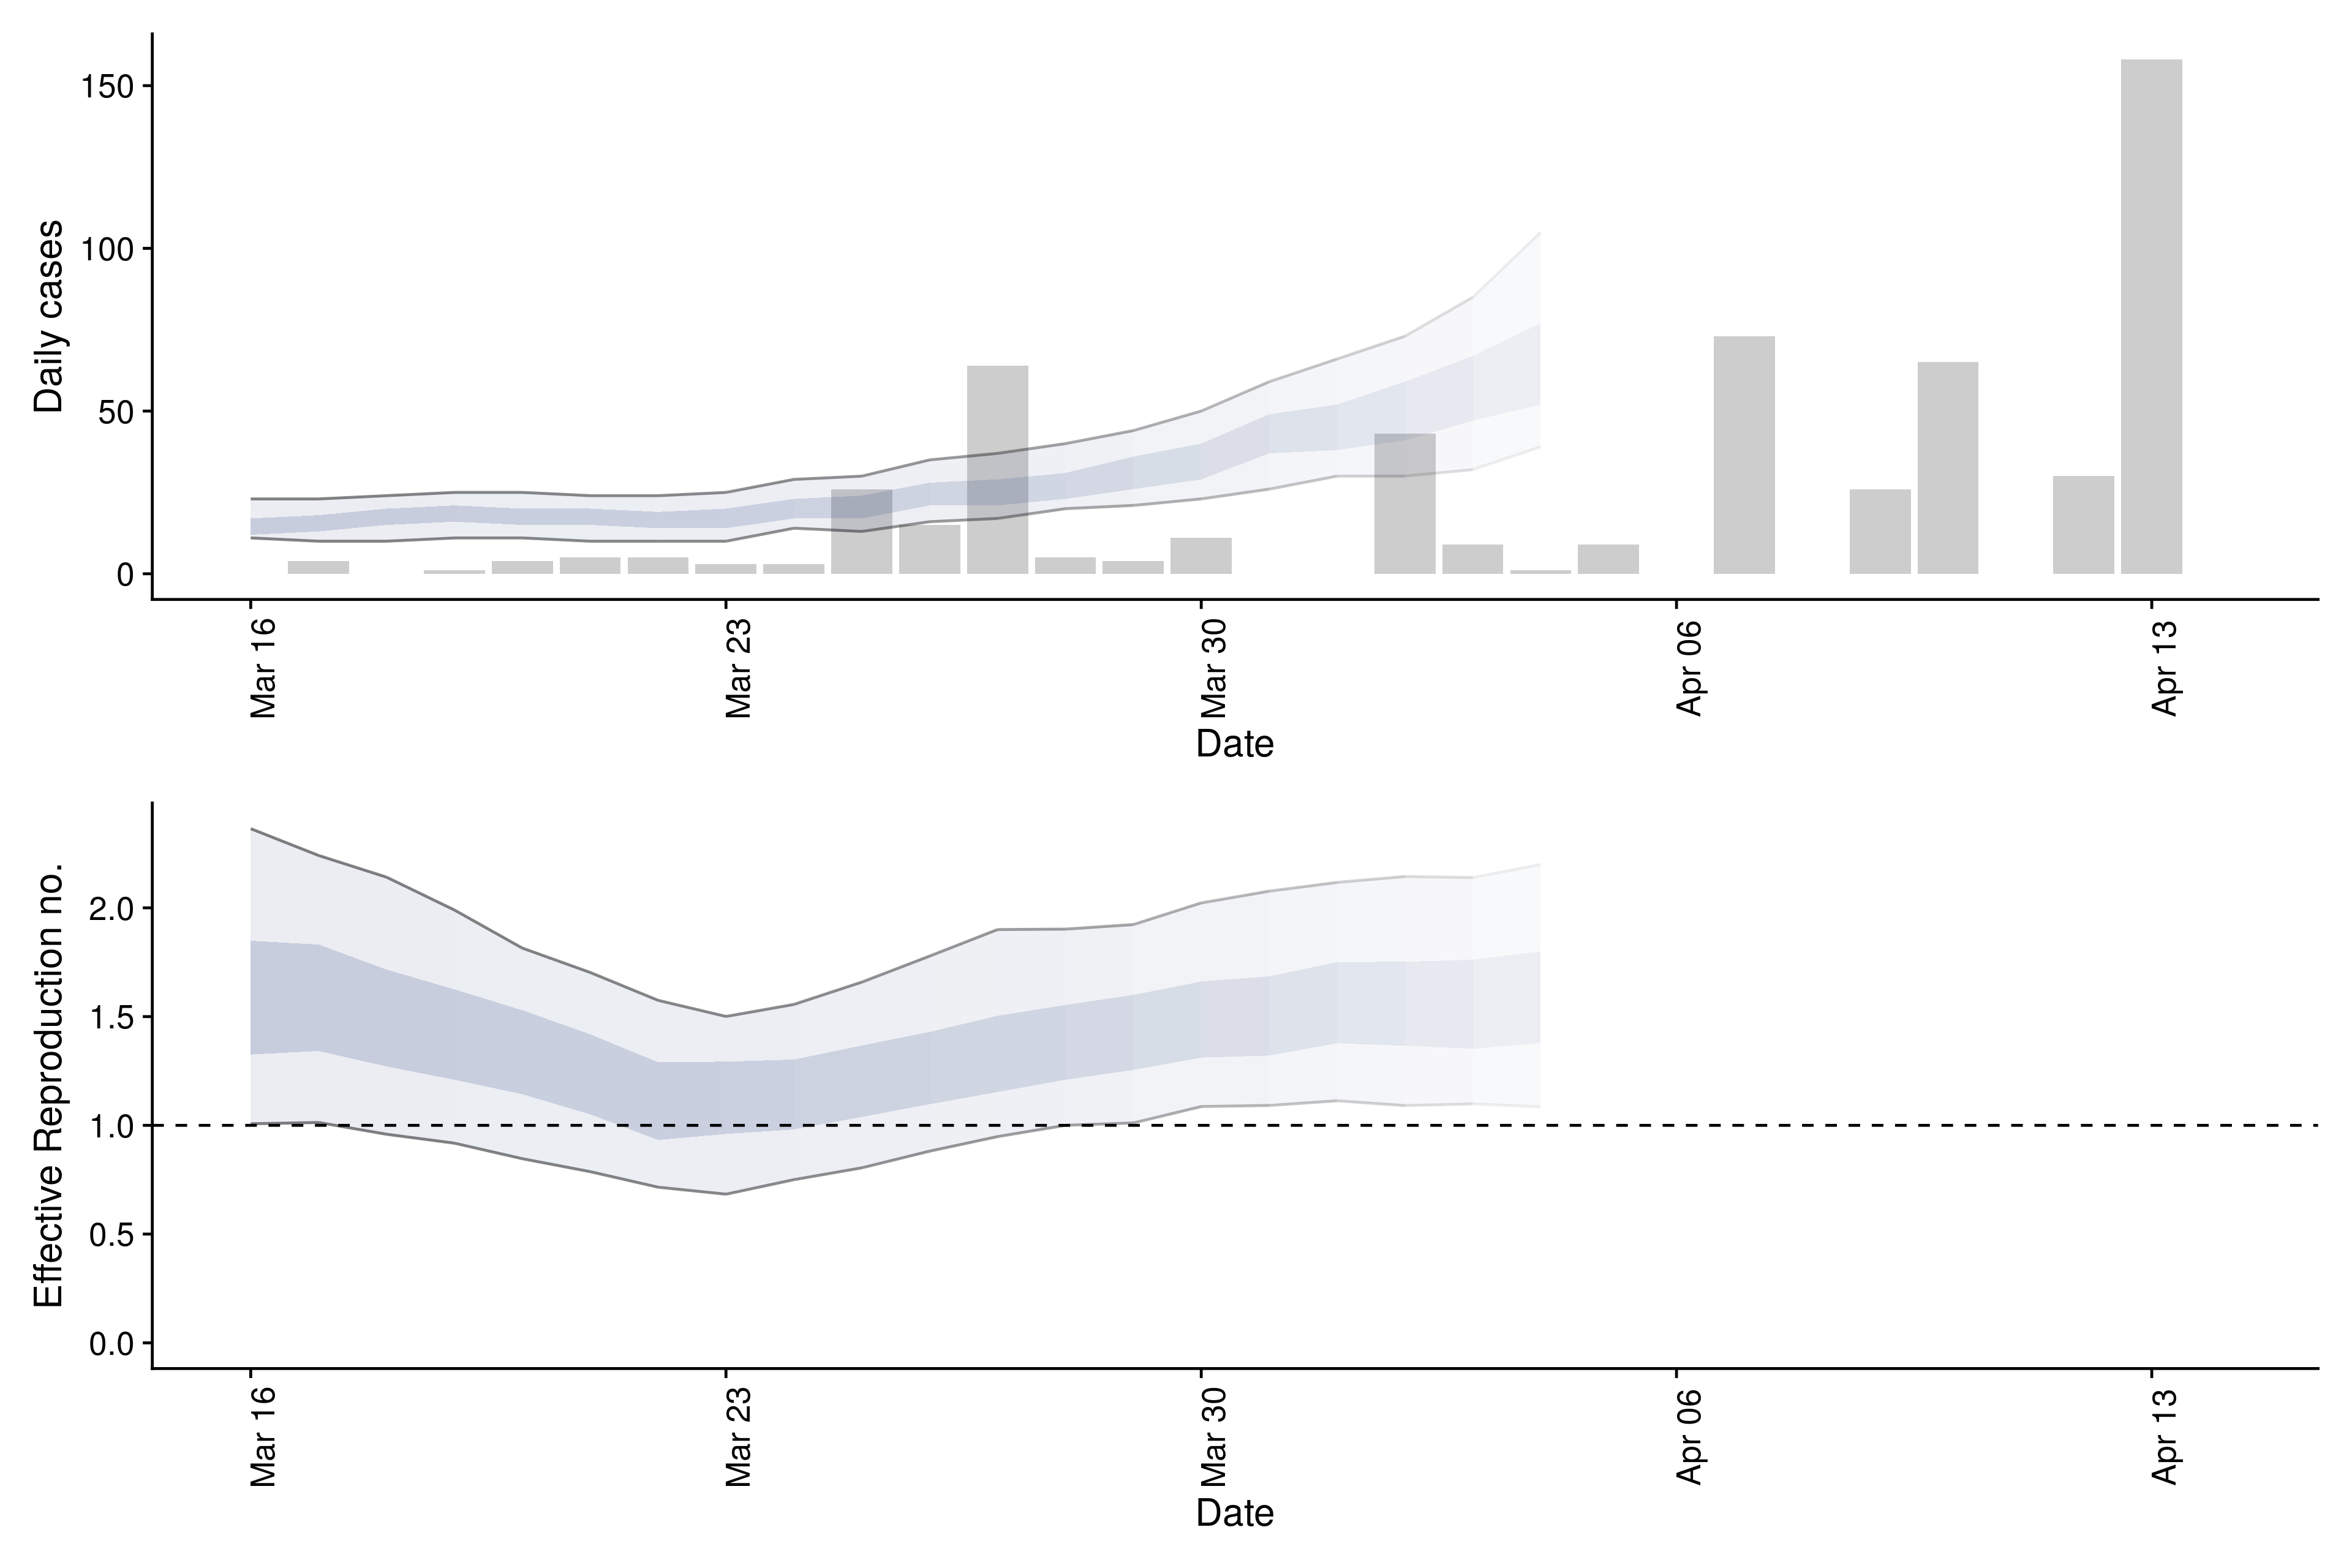 Daily cases
150
100
50
0
Mar 16
Mar 23
Mar 30
Apr 06
Apr 13
Date
Effective Reproduction no.
2.0
1.5
1.0
0.5
0.0
Mar 16
Mar 23
Mar 30
Apr 06
Apr 13
Date